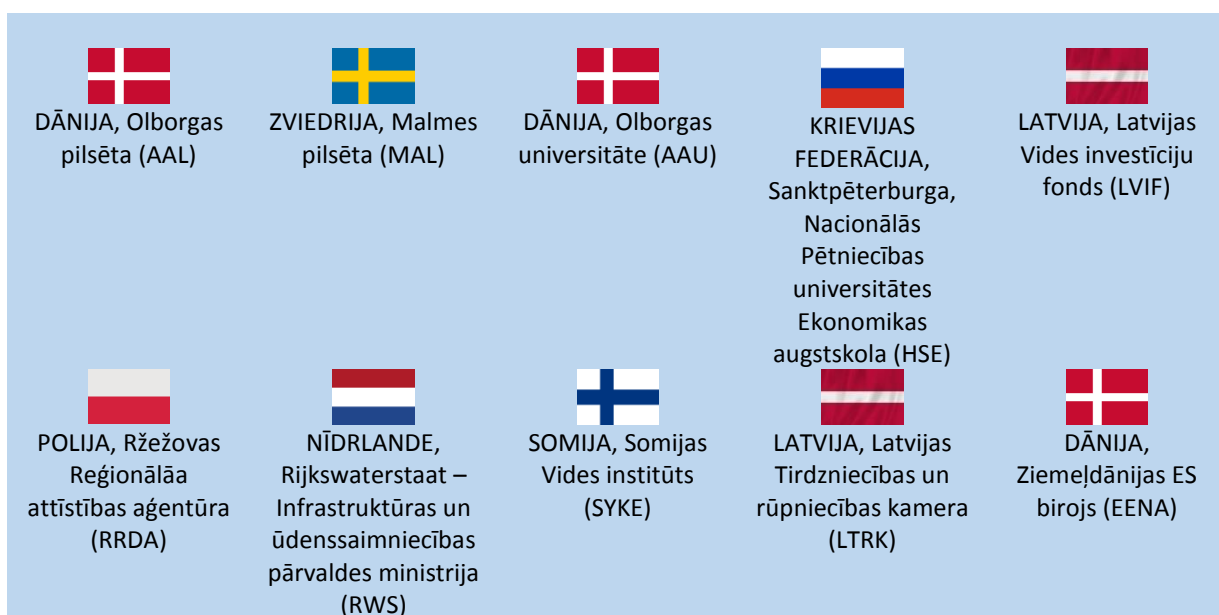 DĀNIJA, Olborgas
pilsēta (AAL)
ZVIEDRIJA, Malmes
pilsēta (MAL)
DĀNIJA, Olborgas
universitāte (AAU)
KRIEVIJAS
FEDERĀCIJA,
Sanktpēterburga,
Nacionālās
Pētniecības
universitātes
Ekonomikas
augstskola (HSE)
LATVIJA, Latvijas
Vides investīciju
fonds (LVIF)
POLIJA, Ržežovas
Reģionālāa
attīstības aģentūra
(RRDA)
NĪDRLANDE,
Rijkswaterstaat –
Infrastruktūras un
ūdenssaimniecības
pārvaldes ministrija
(RWS)
SOMIJA, Somijas
Vides institūts
(SYKE)
LATVIJA, Latvijas
Tirdzniecības un
rūpniecības kamera
(LTRK)
DĀNIJA,
Ziemeļdānijas ES
birojs (EENA)